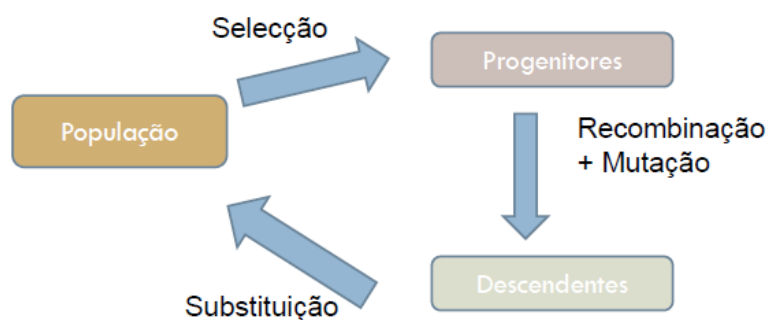 Selecção
Progenitores
População
Recombinação
+ Mutação
Descendentes
Substituição